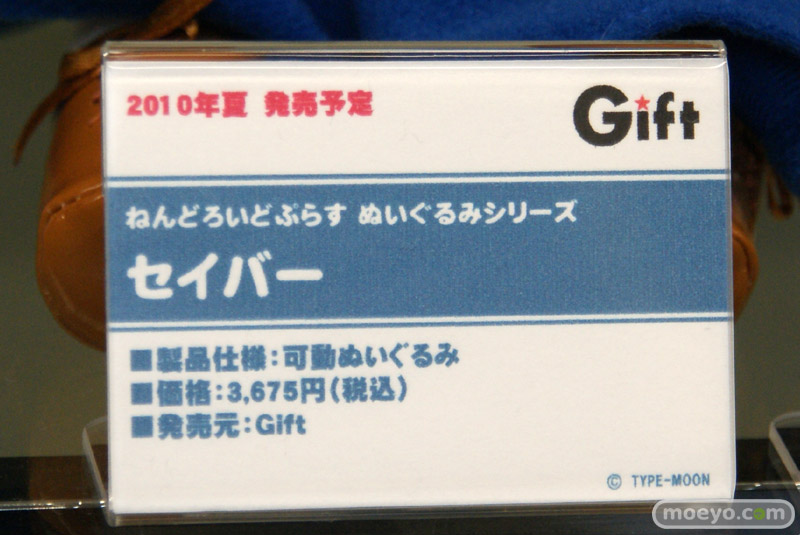 2010年夏 発売予定
Gift
ねんどろいどぷらす ぬいぐるみシリーズ
セイバー
■製品仕様：可動ぬいぐるみ
■価格：3,675円（税込）
■発売元：Gift
© TYPE-MOON
moeyo.com